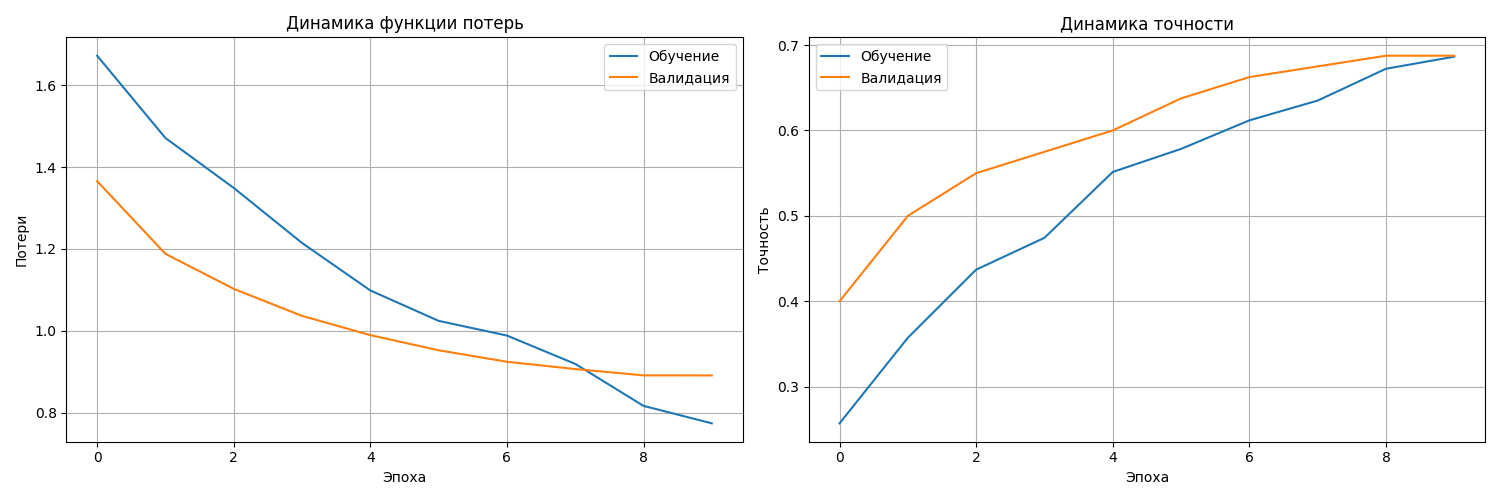 Динамика функции потерь
Обучение
Валидация
1.6
1.4
1.2
1.0
0.8
Потери
0
2
4
6
8
Эпоха
Динамика точности
Обучение
Валидация
0.7
0.6
0.5
0.4
0.3
Точность
0
2
4
6
8
Эпоха